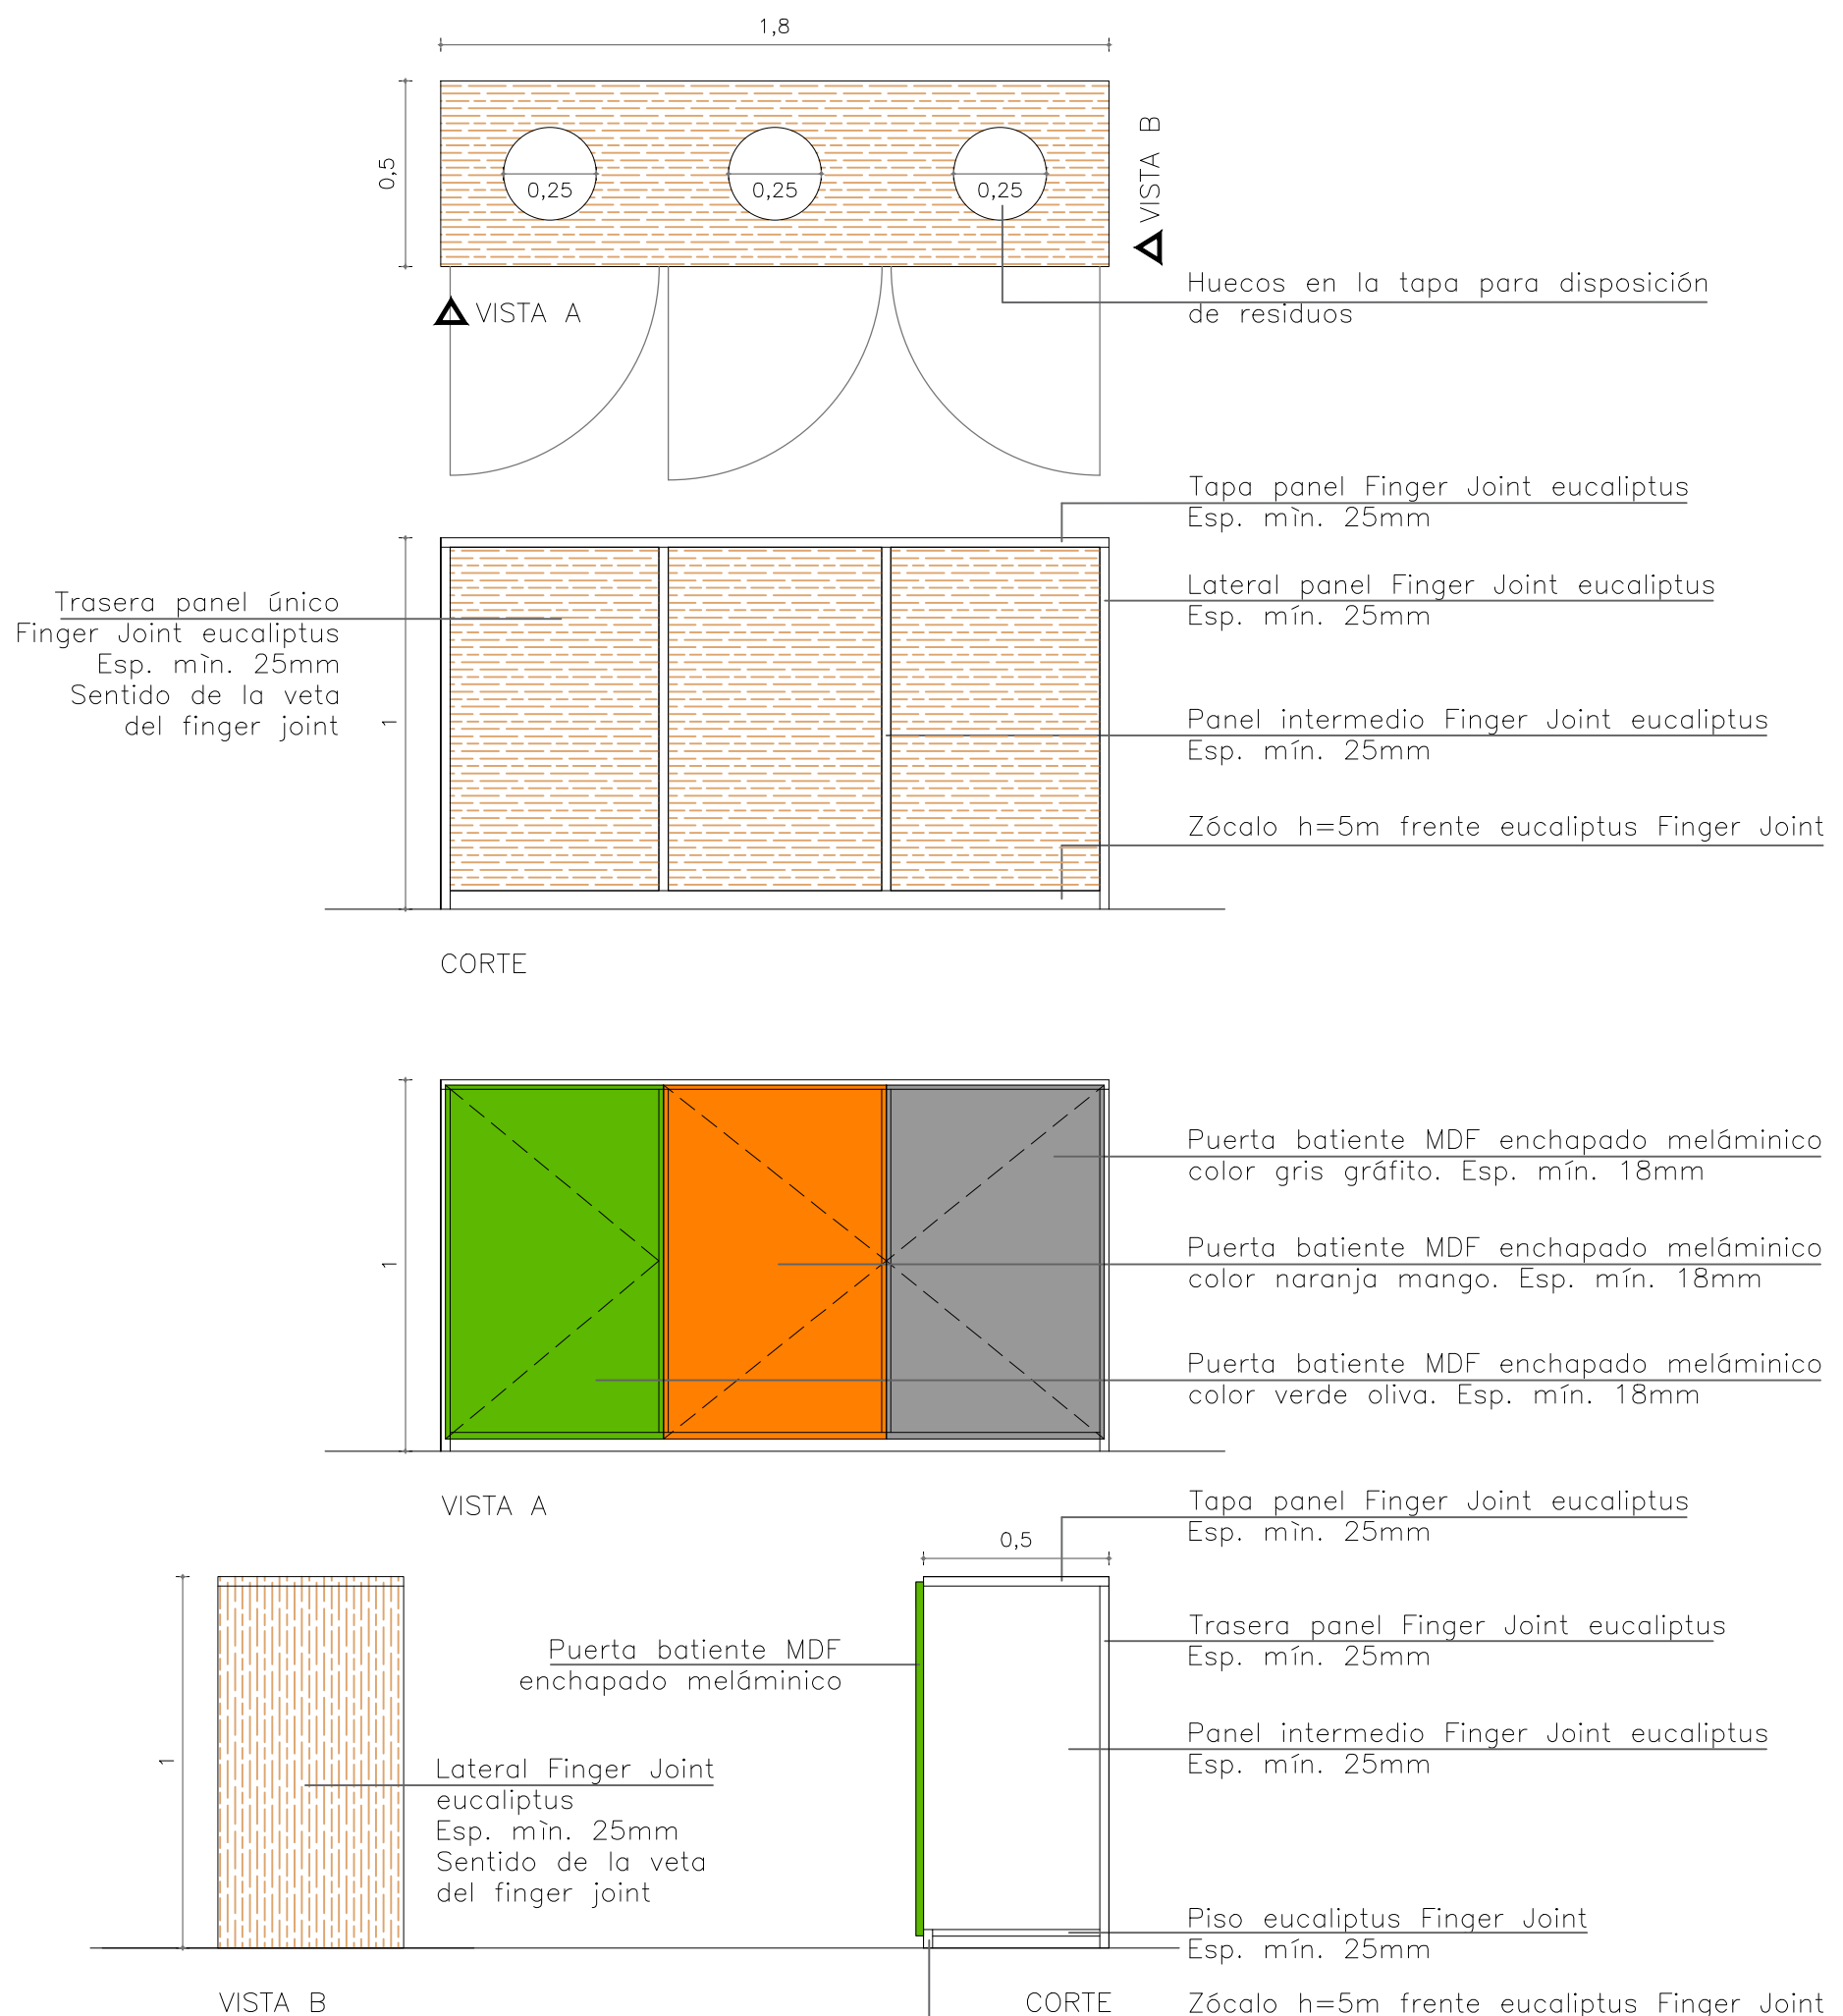 1,8
0,5
0,25
0,25
0,25
VISTA B
VISTA A
Huecos en la tapa para disposición
de residuos
Tapa panel Finger Joint eucaliptus
Esp. mìn. 25mm
Lateral panel Finger Joint eucaliptus
Esp. mín. 25mm
Trasera panel único
Finger Joint eucaliptus
Esp. mìn. 25mm
Sentido de la veta
del finger joint
1
Panel intermedio Finger Joint eucaliptus
Esp. mín. 25mm
Zócalo h=5m frente eucaliptus Finger Joint
CORTE
Puerta batiente MDF enchapado meláminico
color gris gráfito. Esp. mín. 18mm
1
Puerta batiente MDF enchapado meláminico
color naranja mango. Esp. mín. 18mm
Puerta batiente MDF enchapado meláminico
color verde oliva. Esp. mín. 18mm
VISTA A
Tapa panel Finger Joint eucaliptus
Esp. mìn. 25mm
0,5
Trasera panel Finger Joint eucaliptus
Esp. mín. 25mm
Puerta batiente MDF
enchapado meláminico
Panel intermedio Finger Joint eucaliptus
Esp. mín. 25mm
1
Lateral Finger Joint
eucaliptus
Esp. mìn. 25mm
Sentido de la veta
del finger joint
Piso eucaliptus Finger Joint
Esp. mín. 25mm
VISTA B
CORTE
Zócalo h=5m frente eucaliptus Finger Joint